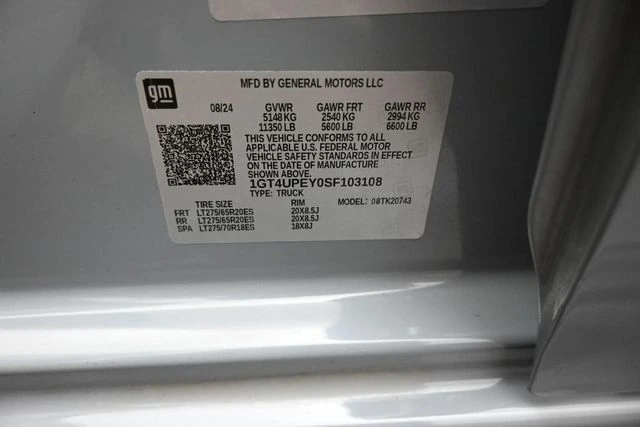 gm
MFD BY GENERAL MOTORS LLC
08/24 GVWR GAWR FRT GAWR RR
5148 KG 2540 KG 2994 KG
11350 LB 5600 LB 6600 LB
THIS VEHICLE CONFORMS TO ALL
APPLICABLE U.S. FEDERAL MOTOR
VEHICLE SAFETY STANDARDS IN EFFECT
ON THE DATE OF MANUFACTURE
SHOWN ABOVE.
1GT4UPEY0SF103108
TYPE: TRUCK
TIRE SIZE RIM MODEL: 08TK20743
FRT LT275/65R20ES 20X8.5J
RR LT275/65R20ES 20X8.5J
SPA LT275/70R18ES 18X8J